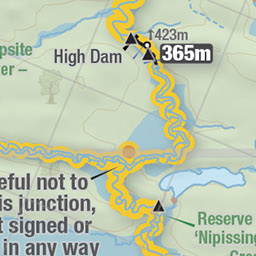 423m
High Dam
365m
psite
er –
eful not to
is junction,
t signed or
in any way
Reserve
'Nipissing